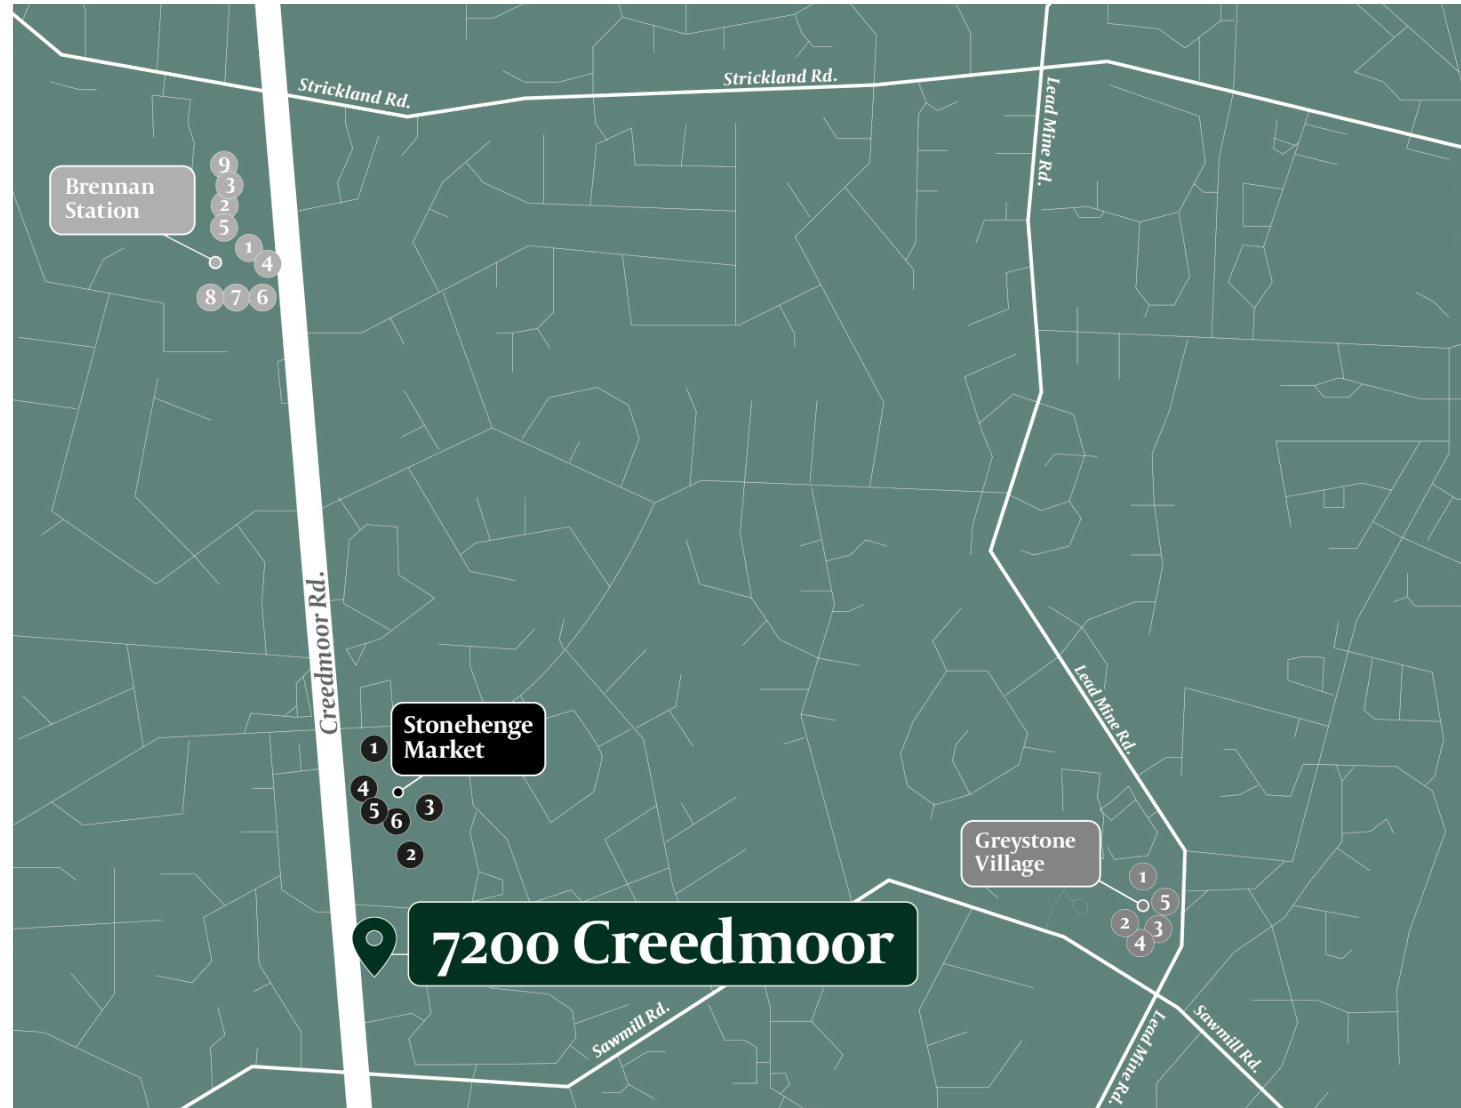 Strickland Rd.
Strickland Rd.
Lead Mine Rd.
Brennan
Station
9
3
2
5
1
4
8 7 6
Creedmoor Rd.
Lead Mine Rd.
Stonehenge
Market
1
4
5
6
3
2
Greystone
Village
1
5
2
3
4
7200 Creedmoor
Sawmill Rd.
Lead Mine Rd.
Sawmill Rd.